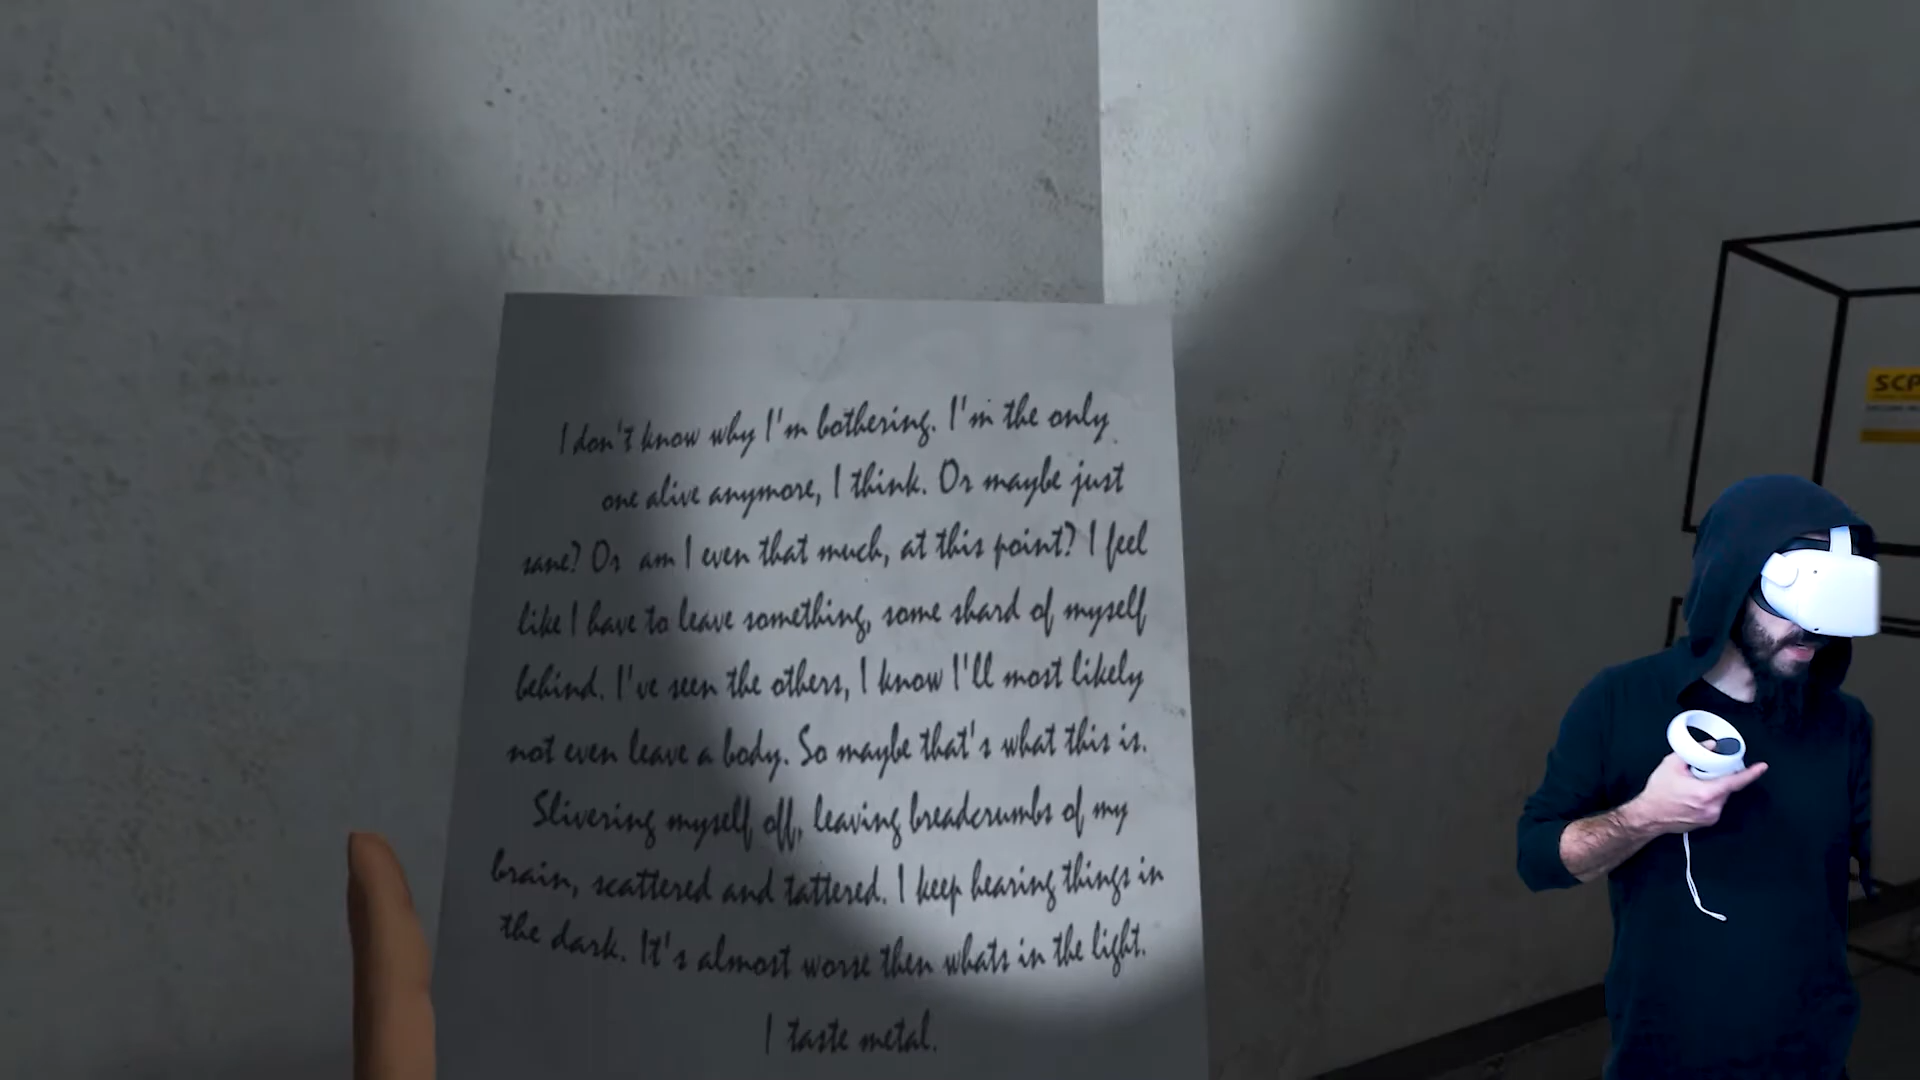 I don't know why I'm bothering. I'm the only
one alive anymore, I think. Or maybe just
sane? Or am I even that much, at this point? I feel
like I have to leave something, some shard of myself
behind. I've seen the others, I know I'll most likely
not even leave a body. So maybe that's what this is.
Slivering myself off, leaving breadcrumbs of my
brain, scattered and tattered. I keep hearing things in
the dark. It's almost worse then whats in the light.
I taste metal.
SCP